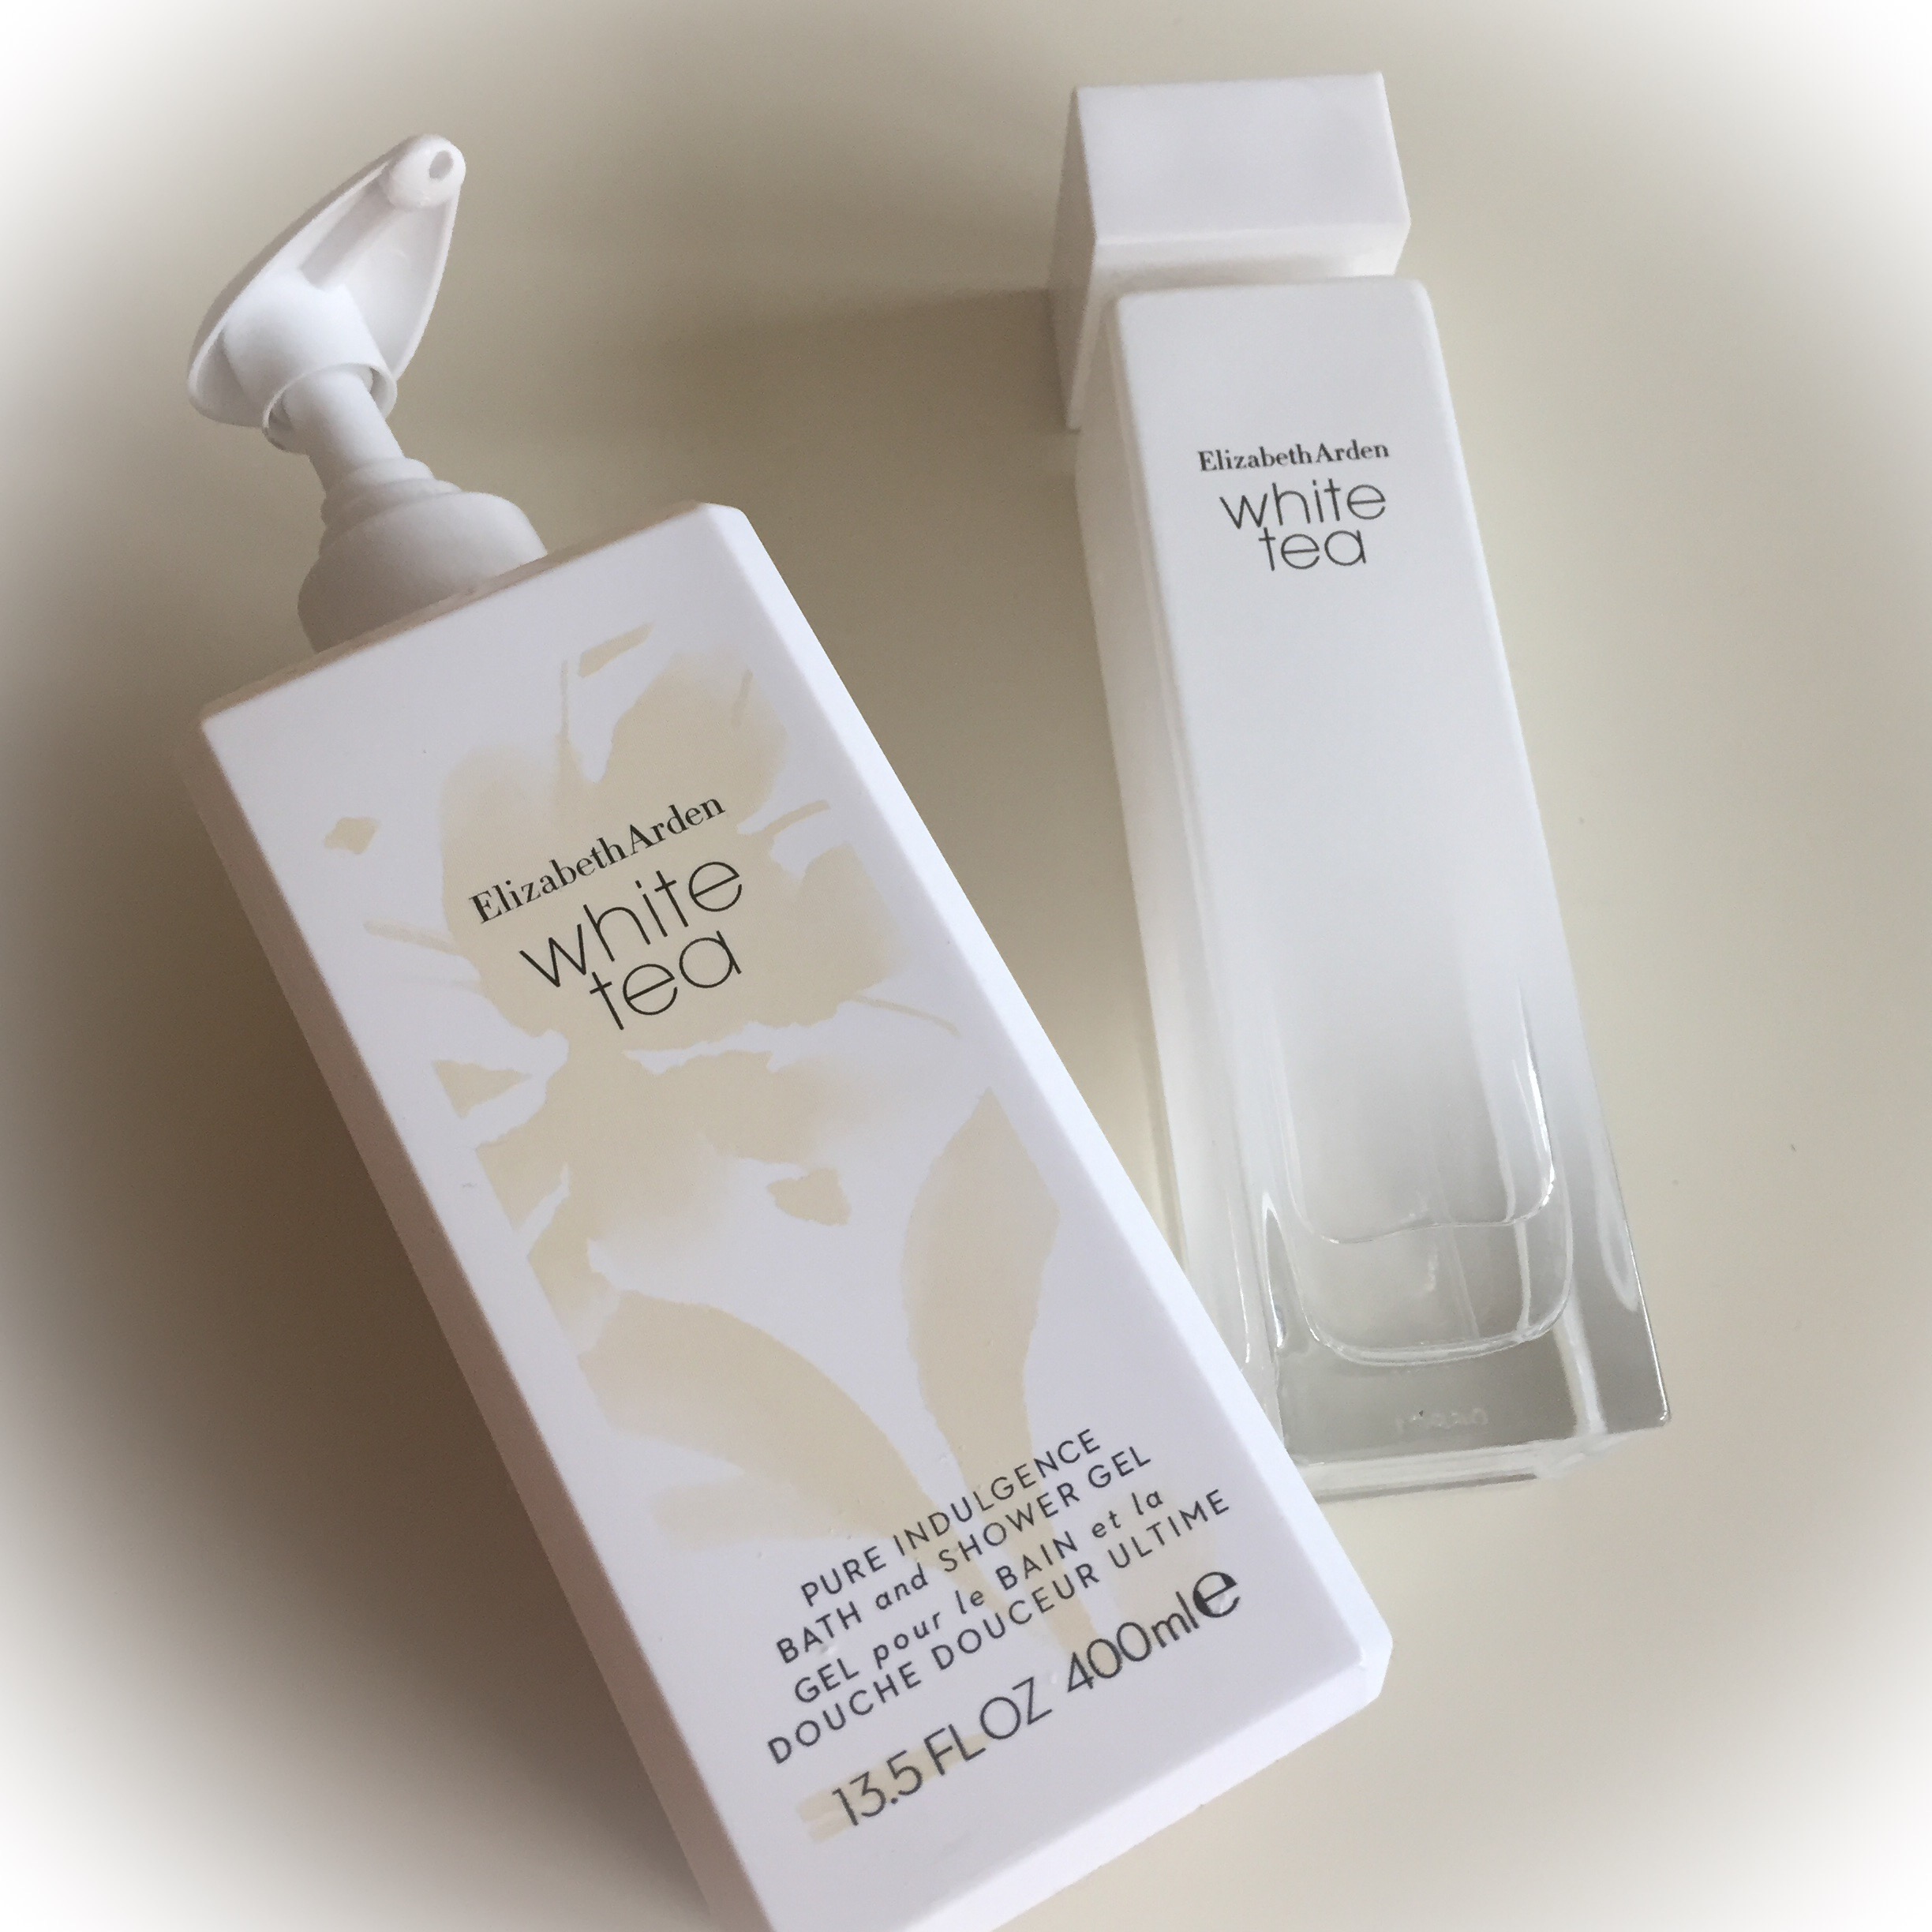 ElizabethArden
white
tea
PURE INDULGENCE
BATH and SHOWER GEL
GEL pour le BAIN et la
DOUCHE DOUCEUR ULTIME
13.5 FL OZ 400ml℮
ElizabethArden
white
tea